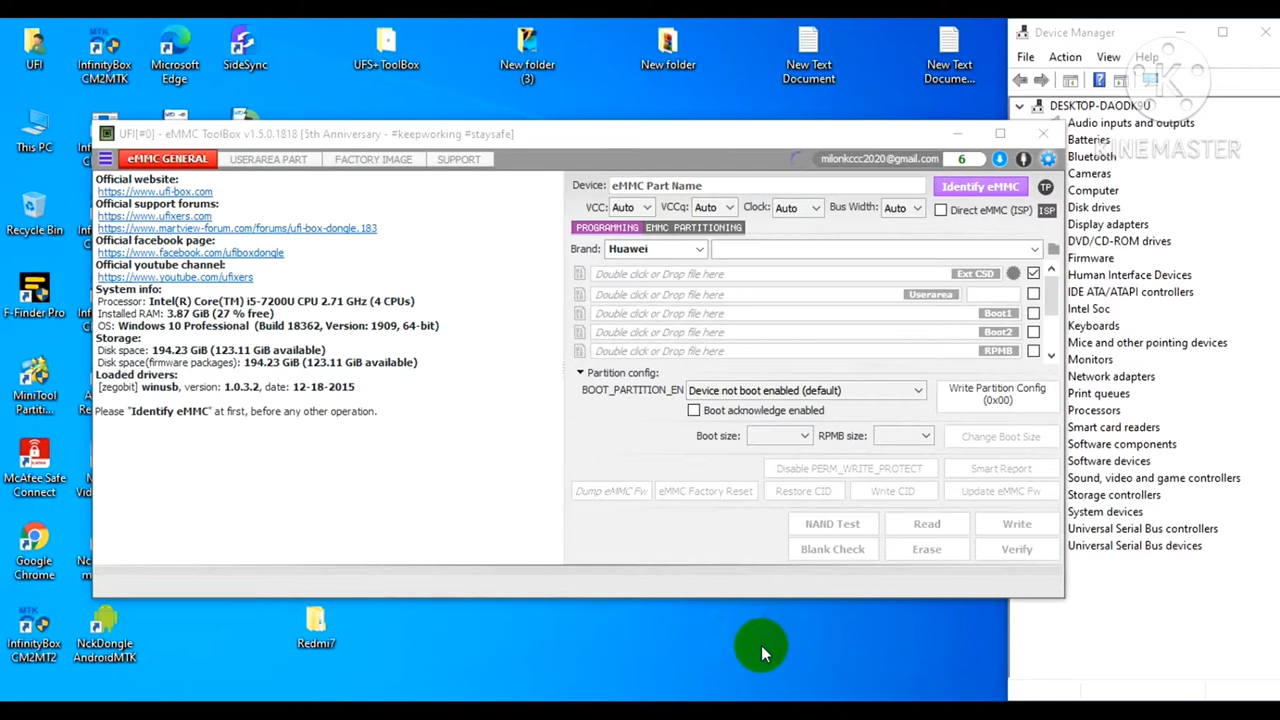 UFI
InfinityBox
CM2MTK
Microsoft
Edge
SideSync
UFS+ ToolBox
New folder
(3)
New folder
New Text
Document
New Text
Docume...
This PC
Recycle Bin
F-Finder Pro
MiniTool
Partiti...
McAfee Safe
Connect
Google
Chrome
InfinityBox
CM2MT2
NckDongle
AndroidMTK
Redmi7
UFI[#0] - eMMC ToolBox v1.5.0.1818 [5th Anniversary - #keepworking #staysafe]
eMMC GENERAL
USERAREA PART
FACTORY IMAGE
SUPPORT
milonkccc2020@gmail.com
6
Official website:
https://www.ufi-box.com
Official support forums:
https://www.ufixers.com
https://www.martview-forum.com/forums/ufi-box-dongle.183
Official facebook page:
https://www.facebook.com/ufiboxdongle
Official youtube channel:
https://www.youtube.com/ufixers
System info:
Processor: Intel(R) Core(TM) i5-7200U CPU 2.71 GHz (4 CPUs)
Installed RAM: 3.87 GiB (27 % free)
OS: Windows 10 Professional (Build 18362, Version: 1909, 64-bit)
Storage:
Disk space: 194.23 GiB (123.11 GiB available)
Disk space(firmware packages): 194.23 GiB (123.11 GiB available)
Loaded drivers:
[zegobit] winusb, version: 1.0.3.2, date: 12-18-2015
Please "Identify eMMC" at first, before any other operation.
Device: eMMC Part Name
Identify eMMC
TP
VCC: Auto VCCq: Auto Clock: Auto Bus Width: Auto
Direct eMMC (ISP)
ISP
PROGRAMMING
EMMC PARTITIONING
Brand: Huawei
Double click or Drop file here Ext CSD
Double click or Drop file here Userarea
Double click or Drop file here Boot1
Double click or Drop file here Boot2
Double click or Drop file here RPMB
Partition config:
BOOT_PARTITION_EN Device not boot enabled (default)
Write Partition Config
(0x00)
Boot acknowledge enabled
Boot size: RPMB size: Change Boot Size
Disable PERM_WRITE_PROTECT Smart Report
Dump eMMC Fw eMMC Factory Reset Restore CID Write CID Update eMMC Fw
NAND Test Read Write
Blank Check Erase Verify
Device Manager
File Action View Help
DESKTOP-DAODK9U
Audio inputs and outputs
Batteries
Bluetooth
Cameras
Computer
Disk drives
Display adapters
DVD/CD-ROM drives
Firmware
Human Interface Devices
IDE ATA/ATAPI controllers
Intel Soc
Keyboards
Mice and other pointing devices
Monitors
Network adapters
Print queues
Processors
Smart card readers
Software components
Software devices
Sound, video and game controllers
Storage controllers
System devices
Universal Serial Bus controllers
Universal Serial Bus devices
K
KINEMASTER